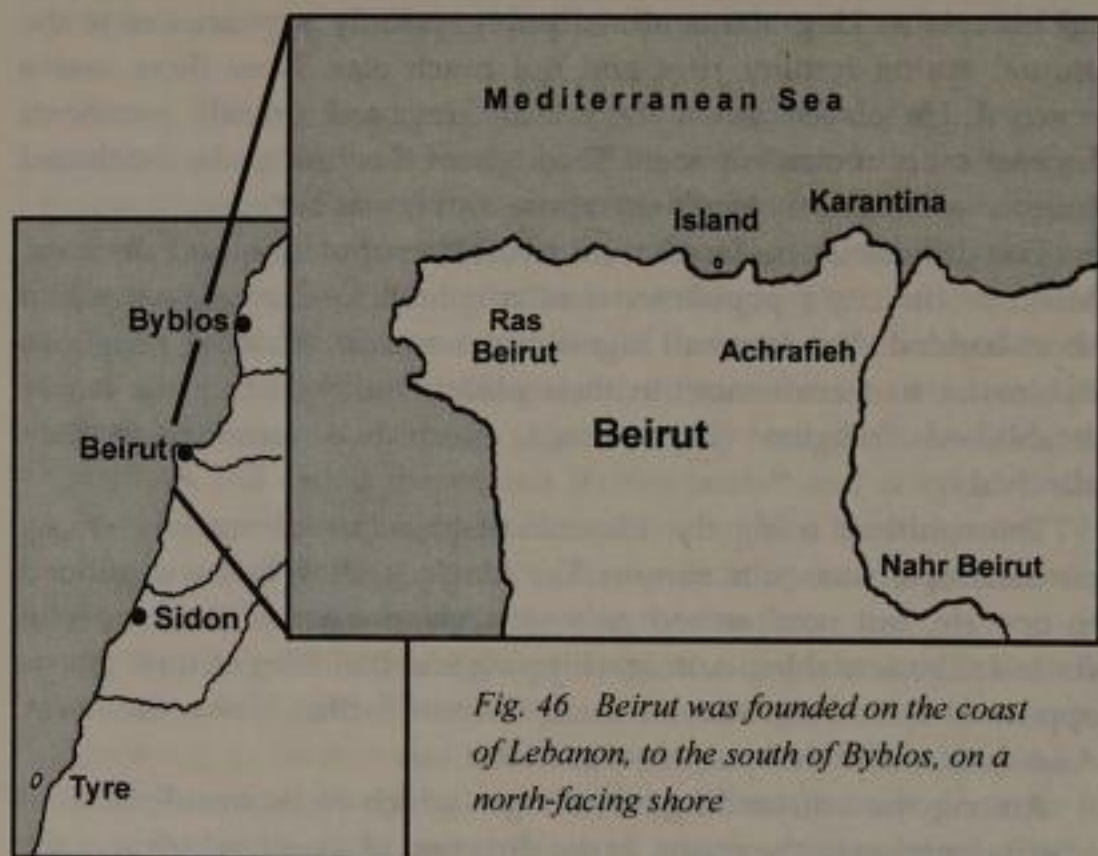 Mediterranean Sea
Karantina
Island
Byblos
Ras
Beirut
Achrafieh
Beirut
Beirut
Nahr Beirut
Sidon
Tyre
Fig. 46 Beirut was founded on the coast
of Lebanon, to the south of Byblos, on a
north-facing shore